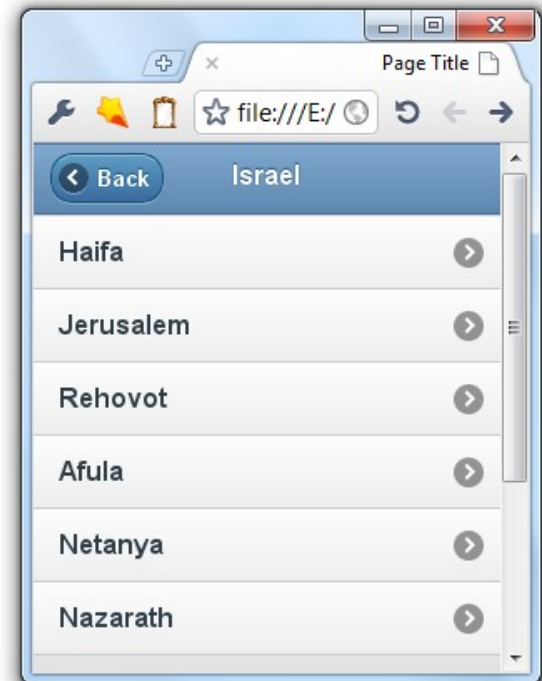 Page Title
file:///E:/
Back
Israel
Haifa
Jerusalem
Rehovot
Afula
Netanya
Nazarath